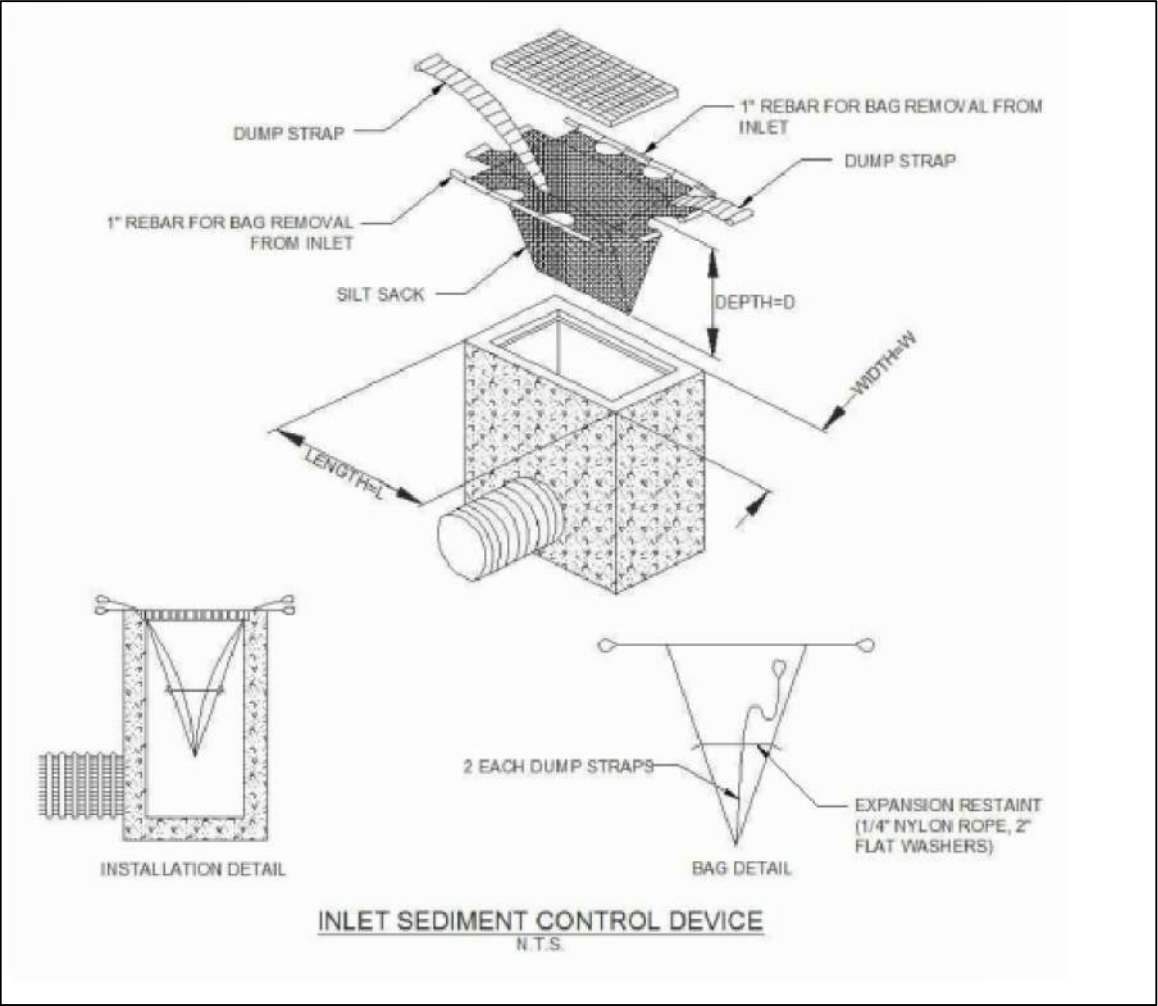 1" REBAR FOR BAG REMOVAL FROM
INLET
DUMP STRAP
DUMP STRAP
1" REBAR FOR BAG REMOVAL
FROM INLET
SILT SACK
DEPTH=D
WIDTH=W
LENGTH=L
2 EACH DUMP STRAPS
EXPANSION RESTAINT
(1/4" NYLON ROPE, 2"
FLAT WASHERS)
INSTALLATION DETAIL
BAG DETAIL
INLET SEDIMENT CONTROL DEVICE
N.T.S.